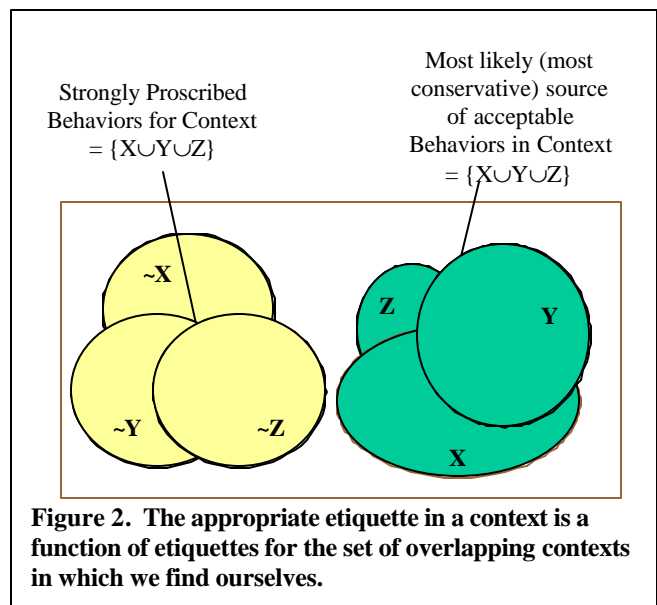 Strongly Proscribed
Behaviors for Context
= {X∪Y∪Z}
Most likely (most
conservative) source
of acceptable
Behaviors in Context
= {X∪Y∪Z}
~X
~Y
~Z
Z
Y
X
Figure 2. The appropriate etiquette in a context is a
function of etiquettes for the set of overlapping contexts
in which we find ourselves.